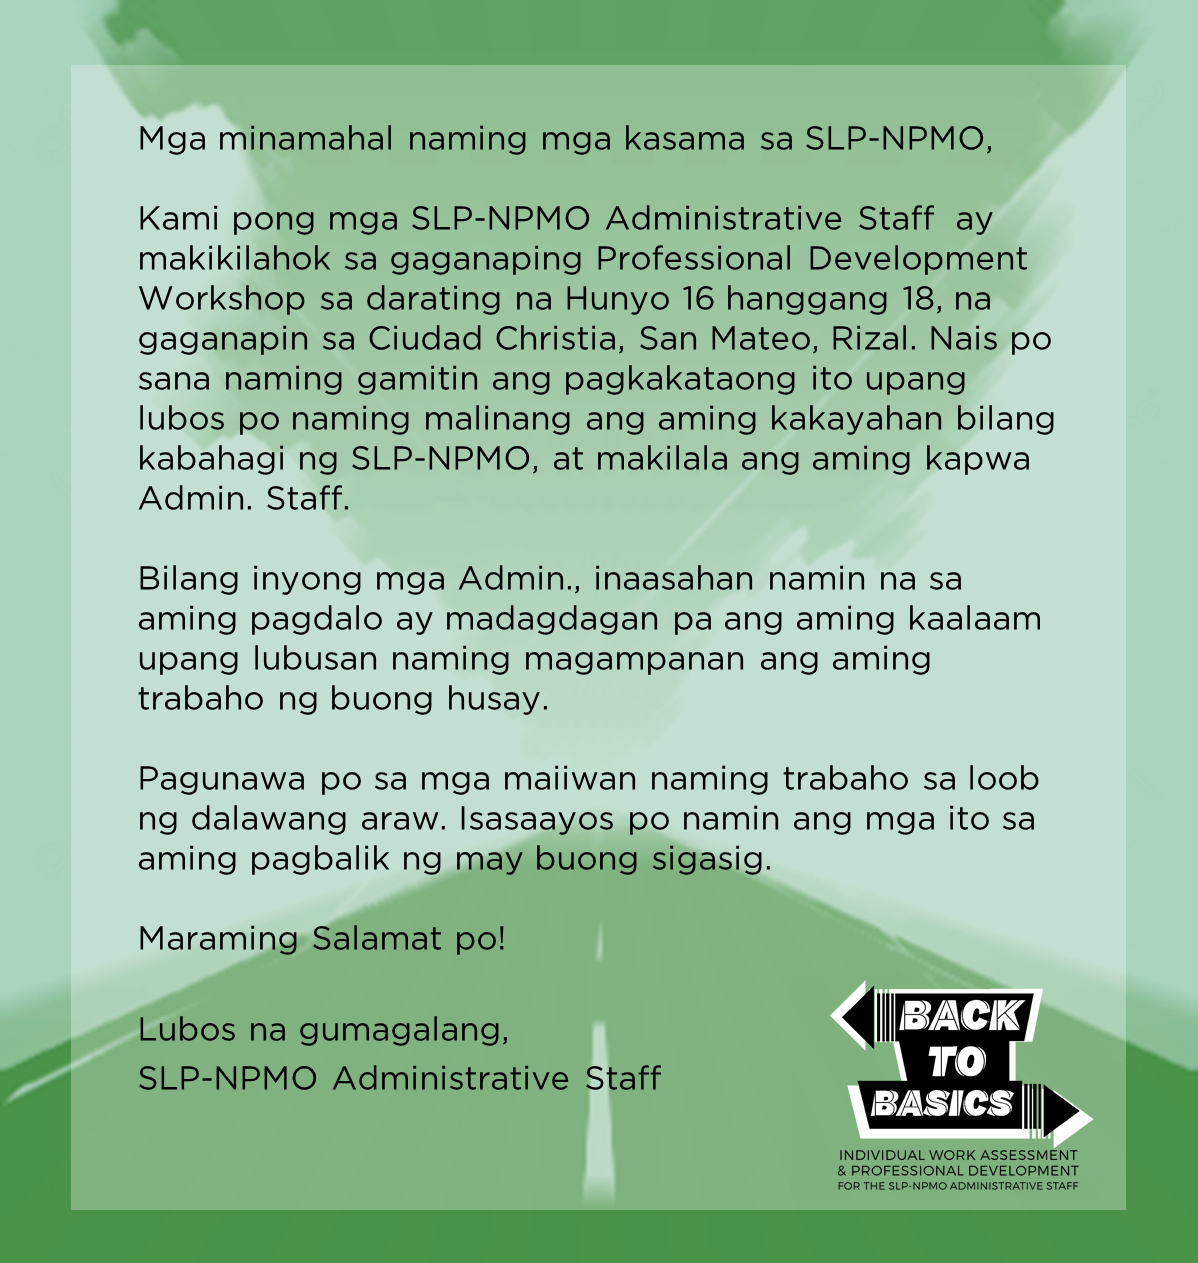 Mga minamahal naming mga kasama sa SLP-NPMO,
Kami pong mga SLP-NPMO Administrative Staff ay
makikilahok sa gaganaping Professional Development
Workshop sa darating na Hunyo 16 hanggang 18, na
gaganapin sa Ciudad Christia, San Mateo, Rizal. Nais po
sana naming gamitin ang pagkakataong ito upang
lubos po naming malinang ang aming kakayahan bilang
kabahagi ng SLP-NPMO, at makilala ang aming kapwa
Admin. Staff.
Bilang inyong mga Admin., inaasahan namin na sa
aming pagdalo ay madagdagan pa ang aming kaalaam
upang lubusan naming magampanan ang aming
trabaho ng buong husay.
Pagunawa po sa mga maiiwan naming trabaho sa loob
ng dalawang araw. Isasaayos po namin ang mga ito sa
aming pagbalik ng may buong sigasig.
Maraming Salamat po!
Lubos na gumagalang,
SLP-NPMO Administrative Staff
BACK
TO
BASICS
INDIVIDUAL WORK ASSESSMENT
& PROFESSIONAL DEVELOPMENT
FOR THE SLP-NPMO ADMINISTRATIVE STAFF